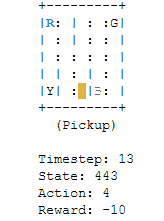 +---------+
|R: | : :G|
| : | : : |
| : : : : |
| | : | : |
|Y| : |B: |
+---------+
(Pickup)
Timestep: 13
State: 443
Action: 4
Reward: -10